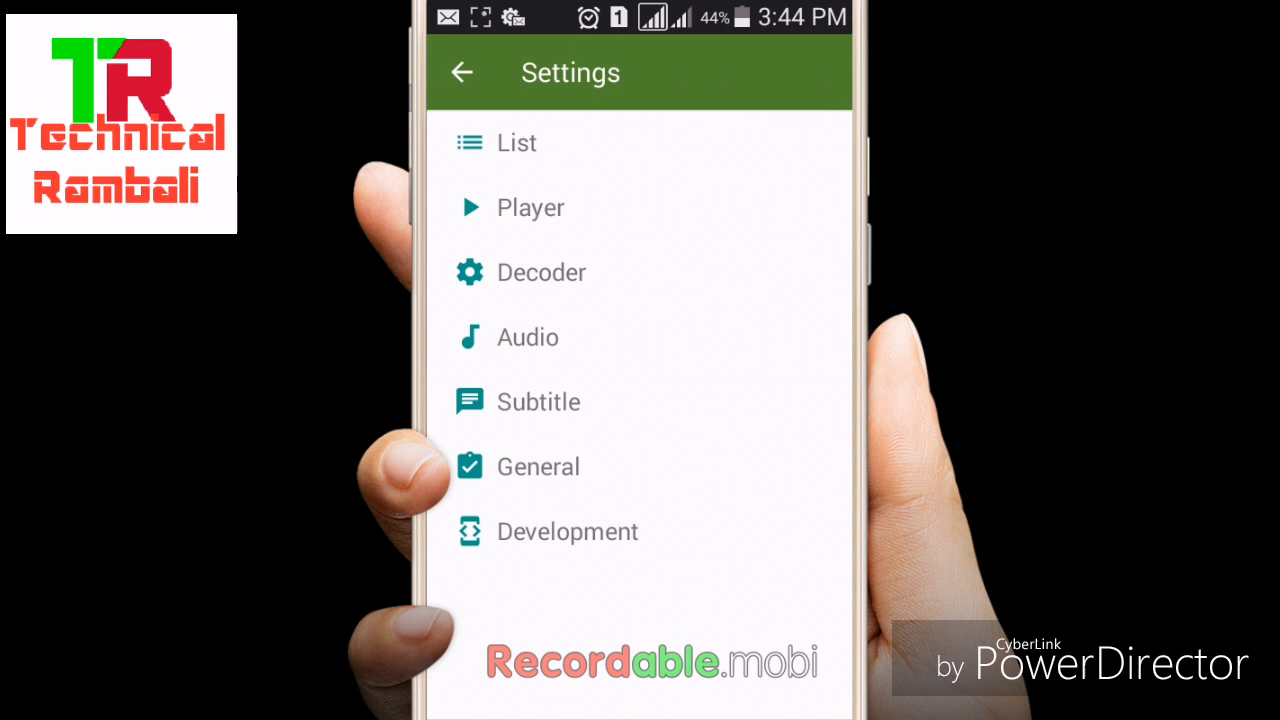 TR
Technical
Rambali
1 44% 3:44 PM
Settings
List
Player
Decoder
Audio
Subtitle
General
Development
Recordable.mobi
CyberLink
by PowerDirector